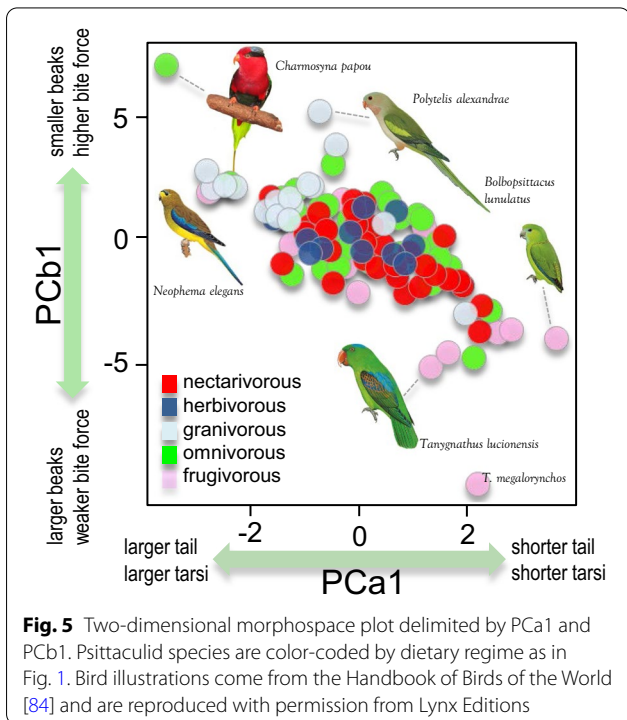 smaller beaks
higher bite force
PCb1
larger beaks
weaker bite force
5
0
-5
Charmosyna papou
Polytelis alexandrae
Bolbopsittacus
lunulatus
Neophema elegans
Tanygnathus lucionensis
T. megalorynchos
nectarivorous
herbivorous
granivorous
omnivorous
frugivorous
-2
0
2
larger tail
larger tarsi
PCa1
shorter tail
shorter tarsi
Fig. 5 Two-dimensional morphospace plot delimited by PCa1 and
PCb1. Psittaculid species are color-coded by dietary regime as in
Fig. 1. Bird illustrations come from the Handbook of Birds of the World
[84] and are reproduced with permission from Lynx Editions